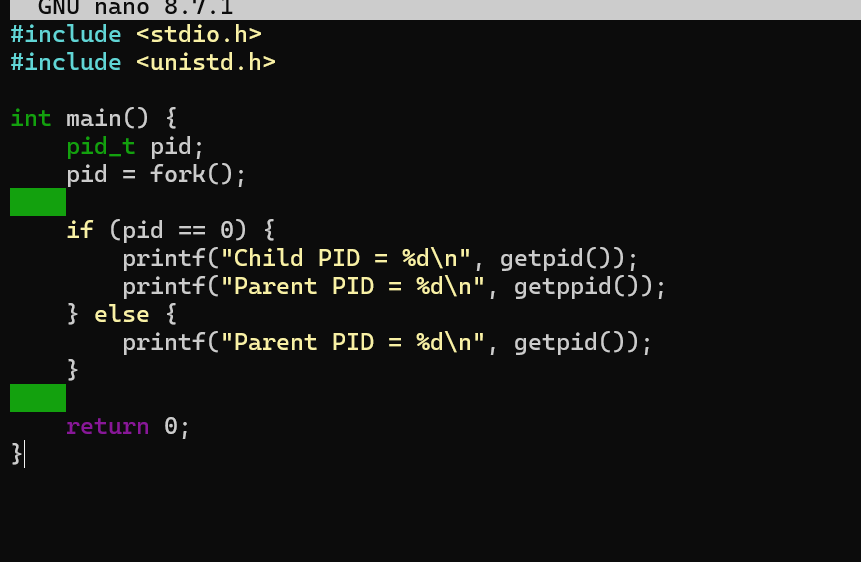 GNU nano 8.7.1
#include <stdio.h>
#include <unistd.h>
int main() {
    pid_t pid;
    pid = fork();
    if (pid == 0) {
        printf("Child PID = %d\n", getpid());
        printf("Parent PID = %d\n", getppid());
    } else {
        printf("Parent PID = %d\n", getpid());
    }
    return 0;
}